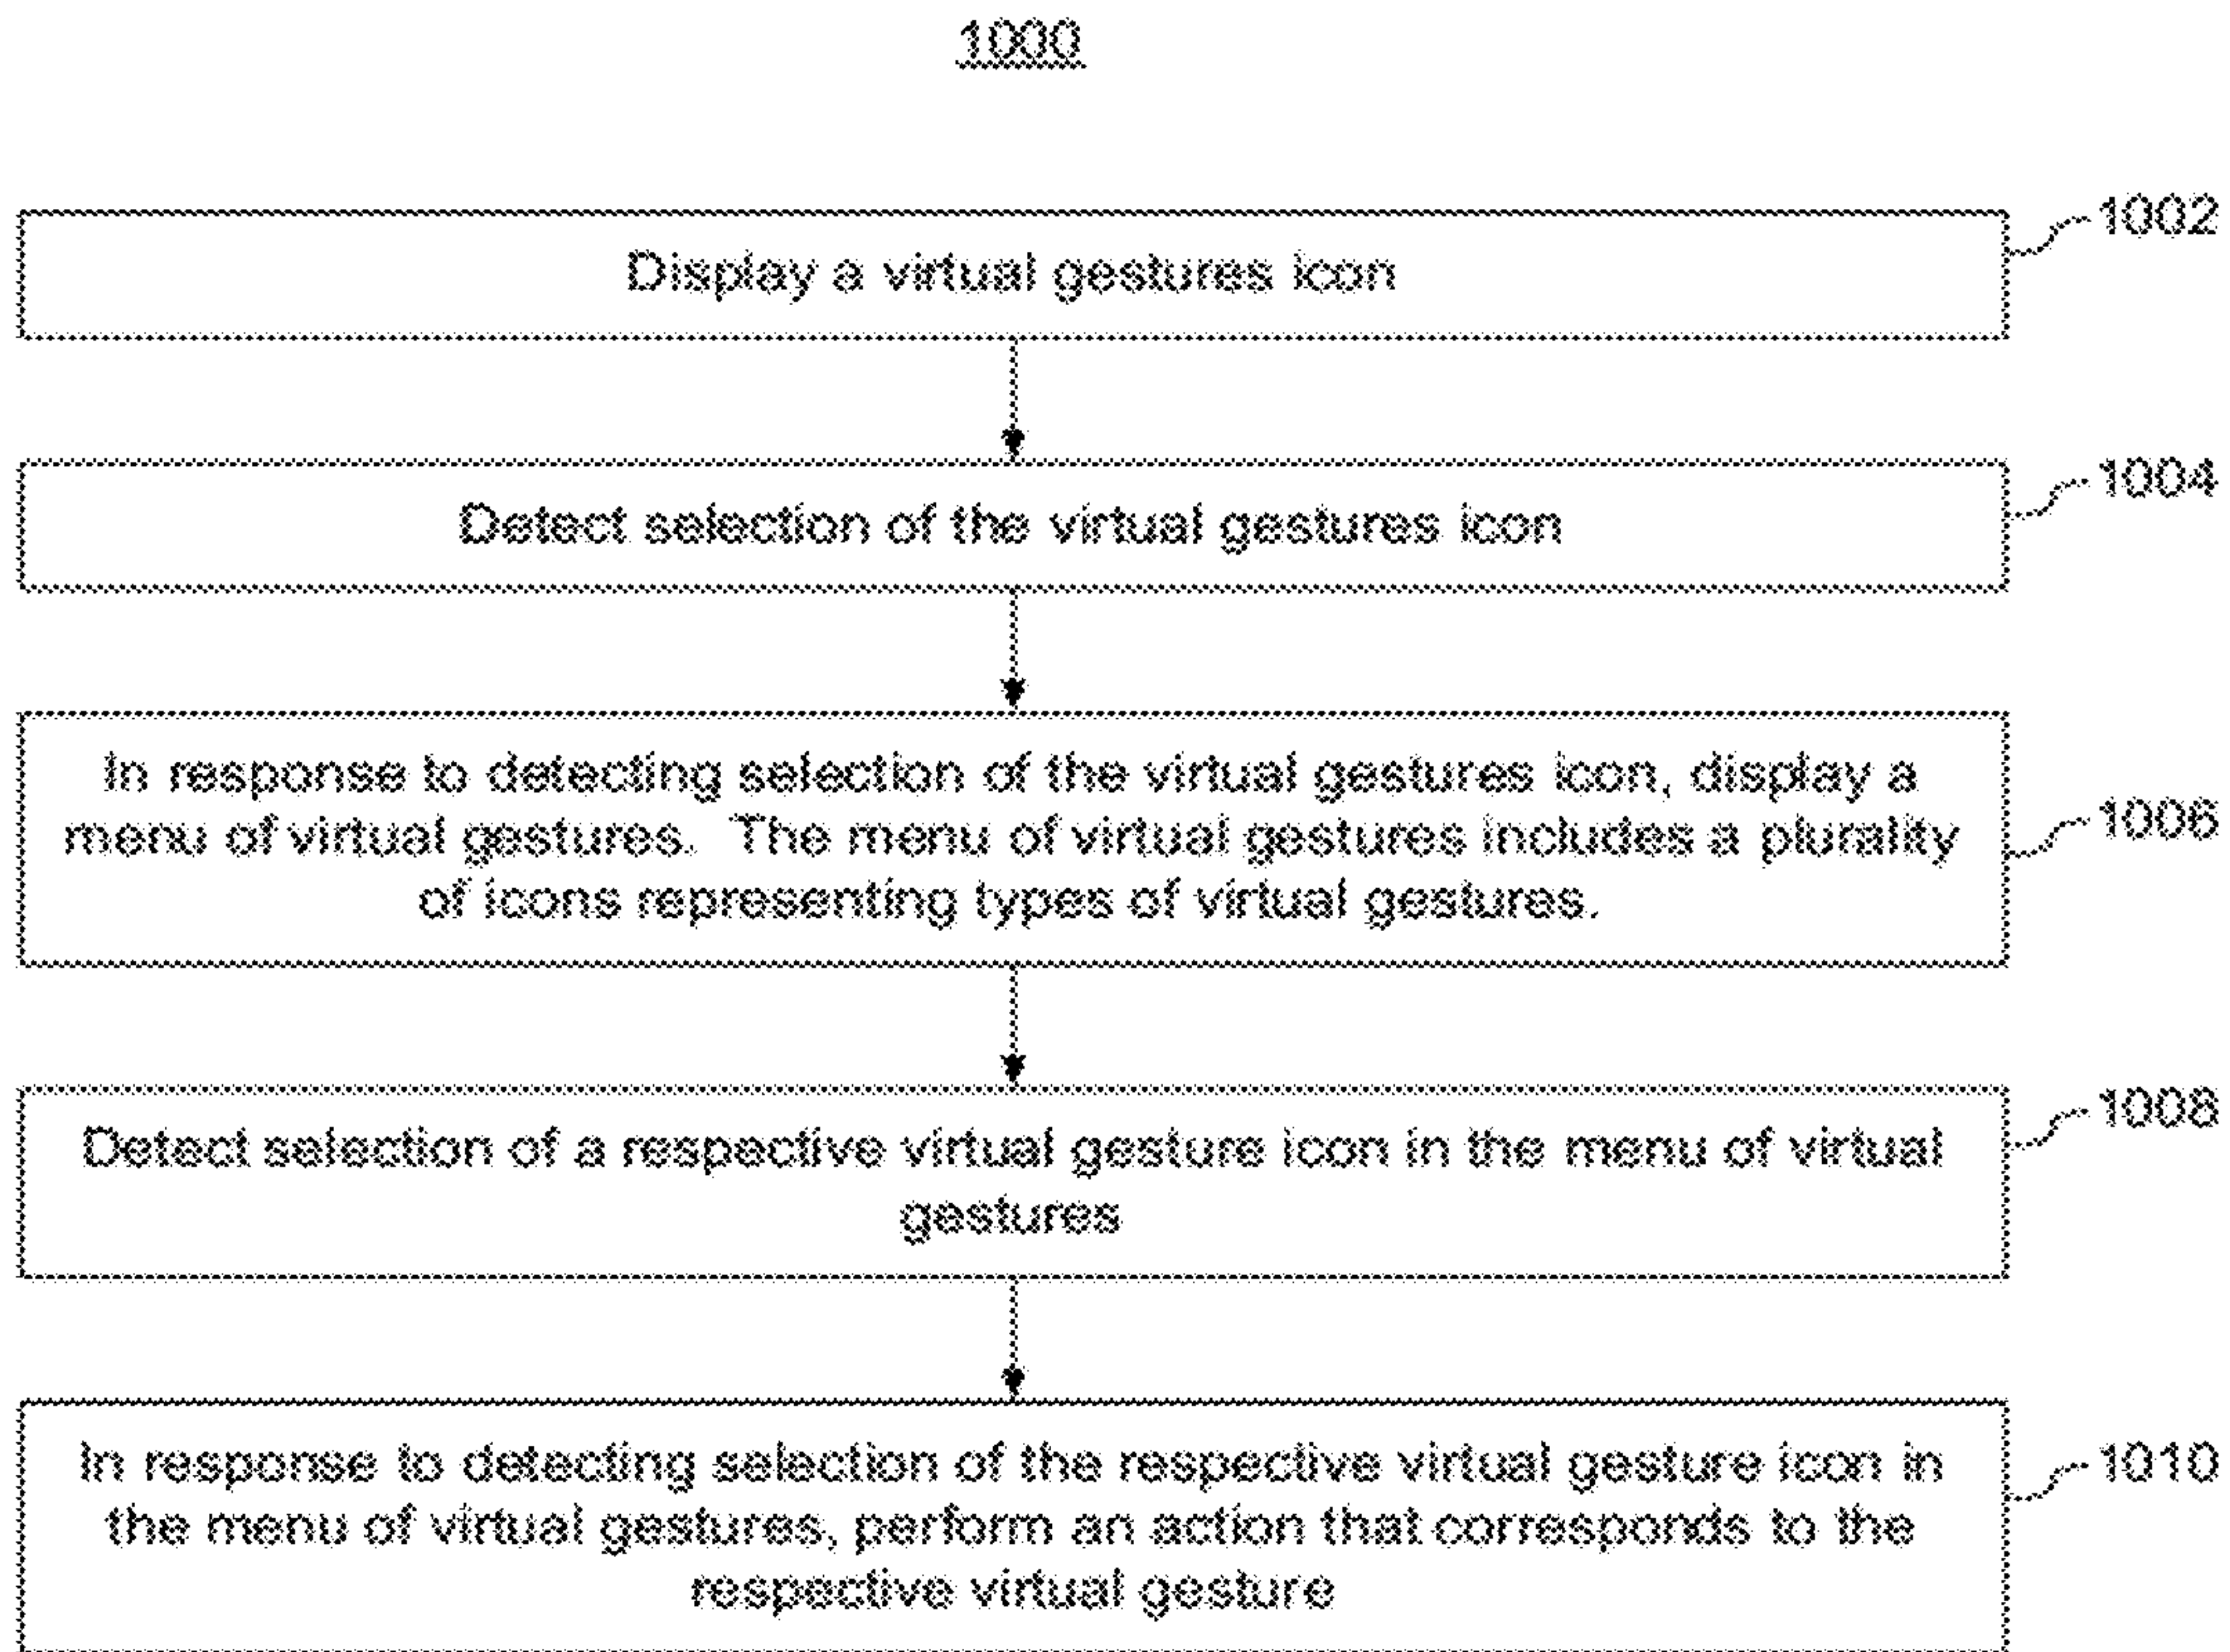 1000
Display a virtual gestures icon
1002
Detect selection of the virtual gestures icon
1004
In response to detecting selection of the virtual gestures icon, display a
menu of virtual gestures. The menu of virtual gestures includes a plurality
of icons representing types of virtual gestures.
1006
Detect selection of a respective virtual gesture icon in the menu of virtual
gestures
1008
In response to detecting selection of the respective virtual gesture icon in
the menu of virtual gestures, perform an action that corresponds to the
respective virtual gesture
1010